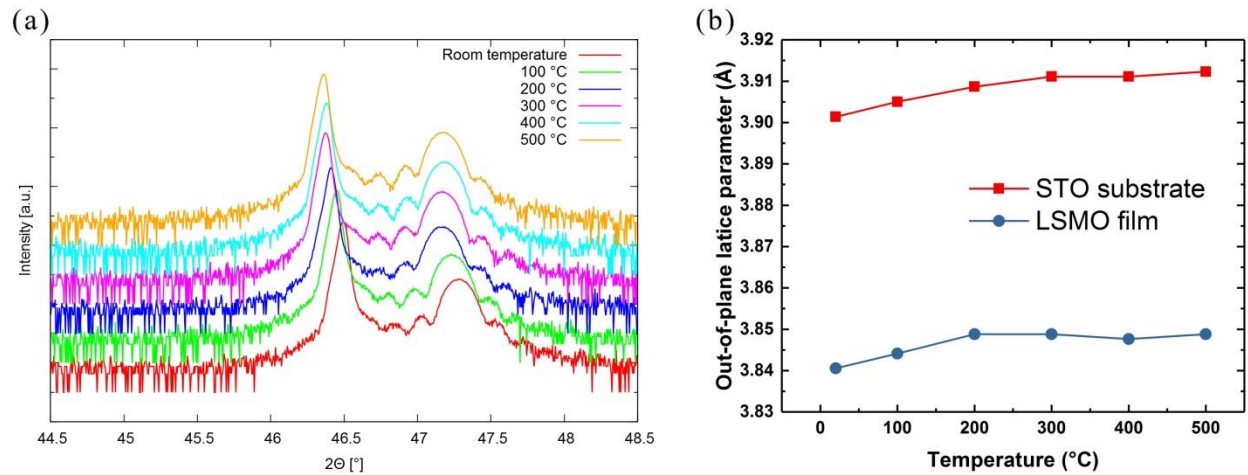 (a)
Room temperature
100 °C
200 °C
300 °C
400 °C
500 °C
Intensity [a.u.]
44.5 45 45.5 46 46.5 47 47.5 48 48.5
2Θ [°]
(b)
3.92
3.91
3.90
3.89
3.88
3.87
3.86
3.85
3.84
3.83
Out-of-plane latice parameter (Å)
STO substrate
LSMO film
0 100 200 300 400 500
Temperature (°C)